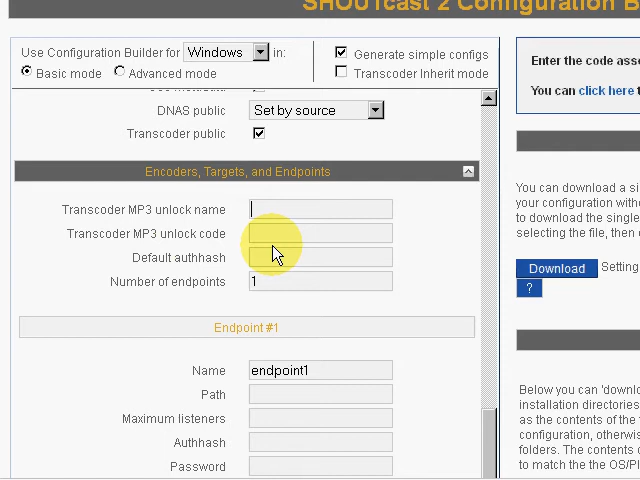 SHOUTcast 2 Configuration B
Use Configuration Builder for Windows in:
Basic mode Advanced mode
Generate simple configs
Transcoder Inherit mode
DNAS public Set by source
Transcoder public
Encoders, Targets, and Endpoints
Transcoder MP3 unlock name
Transcoder MP3 unlock code
Default authhash
Number of endpoints 1
Endpoint #1
Name endpoint1
Path
Maximum listeners
Authhash
Password
Enter the code ass
You can click here t
You can download a si
your configuration witho
to download the single
selecting the file, then
Download Setting
?
Below you can 'downlo
installation directories
as the contents of the
configuration, otherwis
folders. The contents o
to match the the OS/Pl